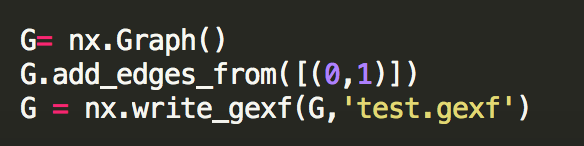 G= nx.Graph()
G.add_edges_from([(0,1)])
G = nx.write_gexf(G,'test.gexf')